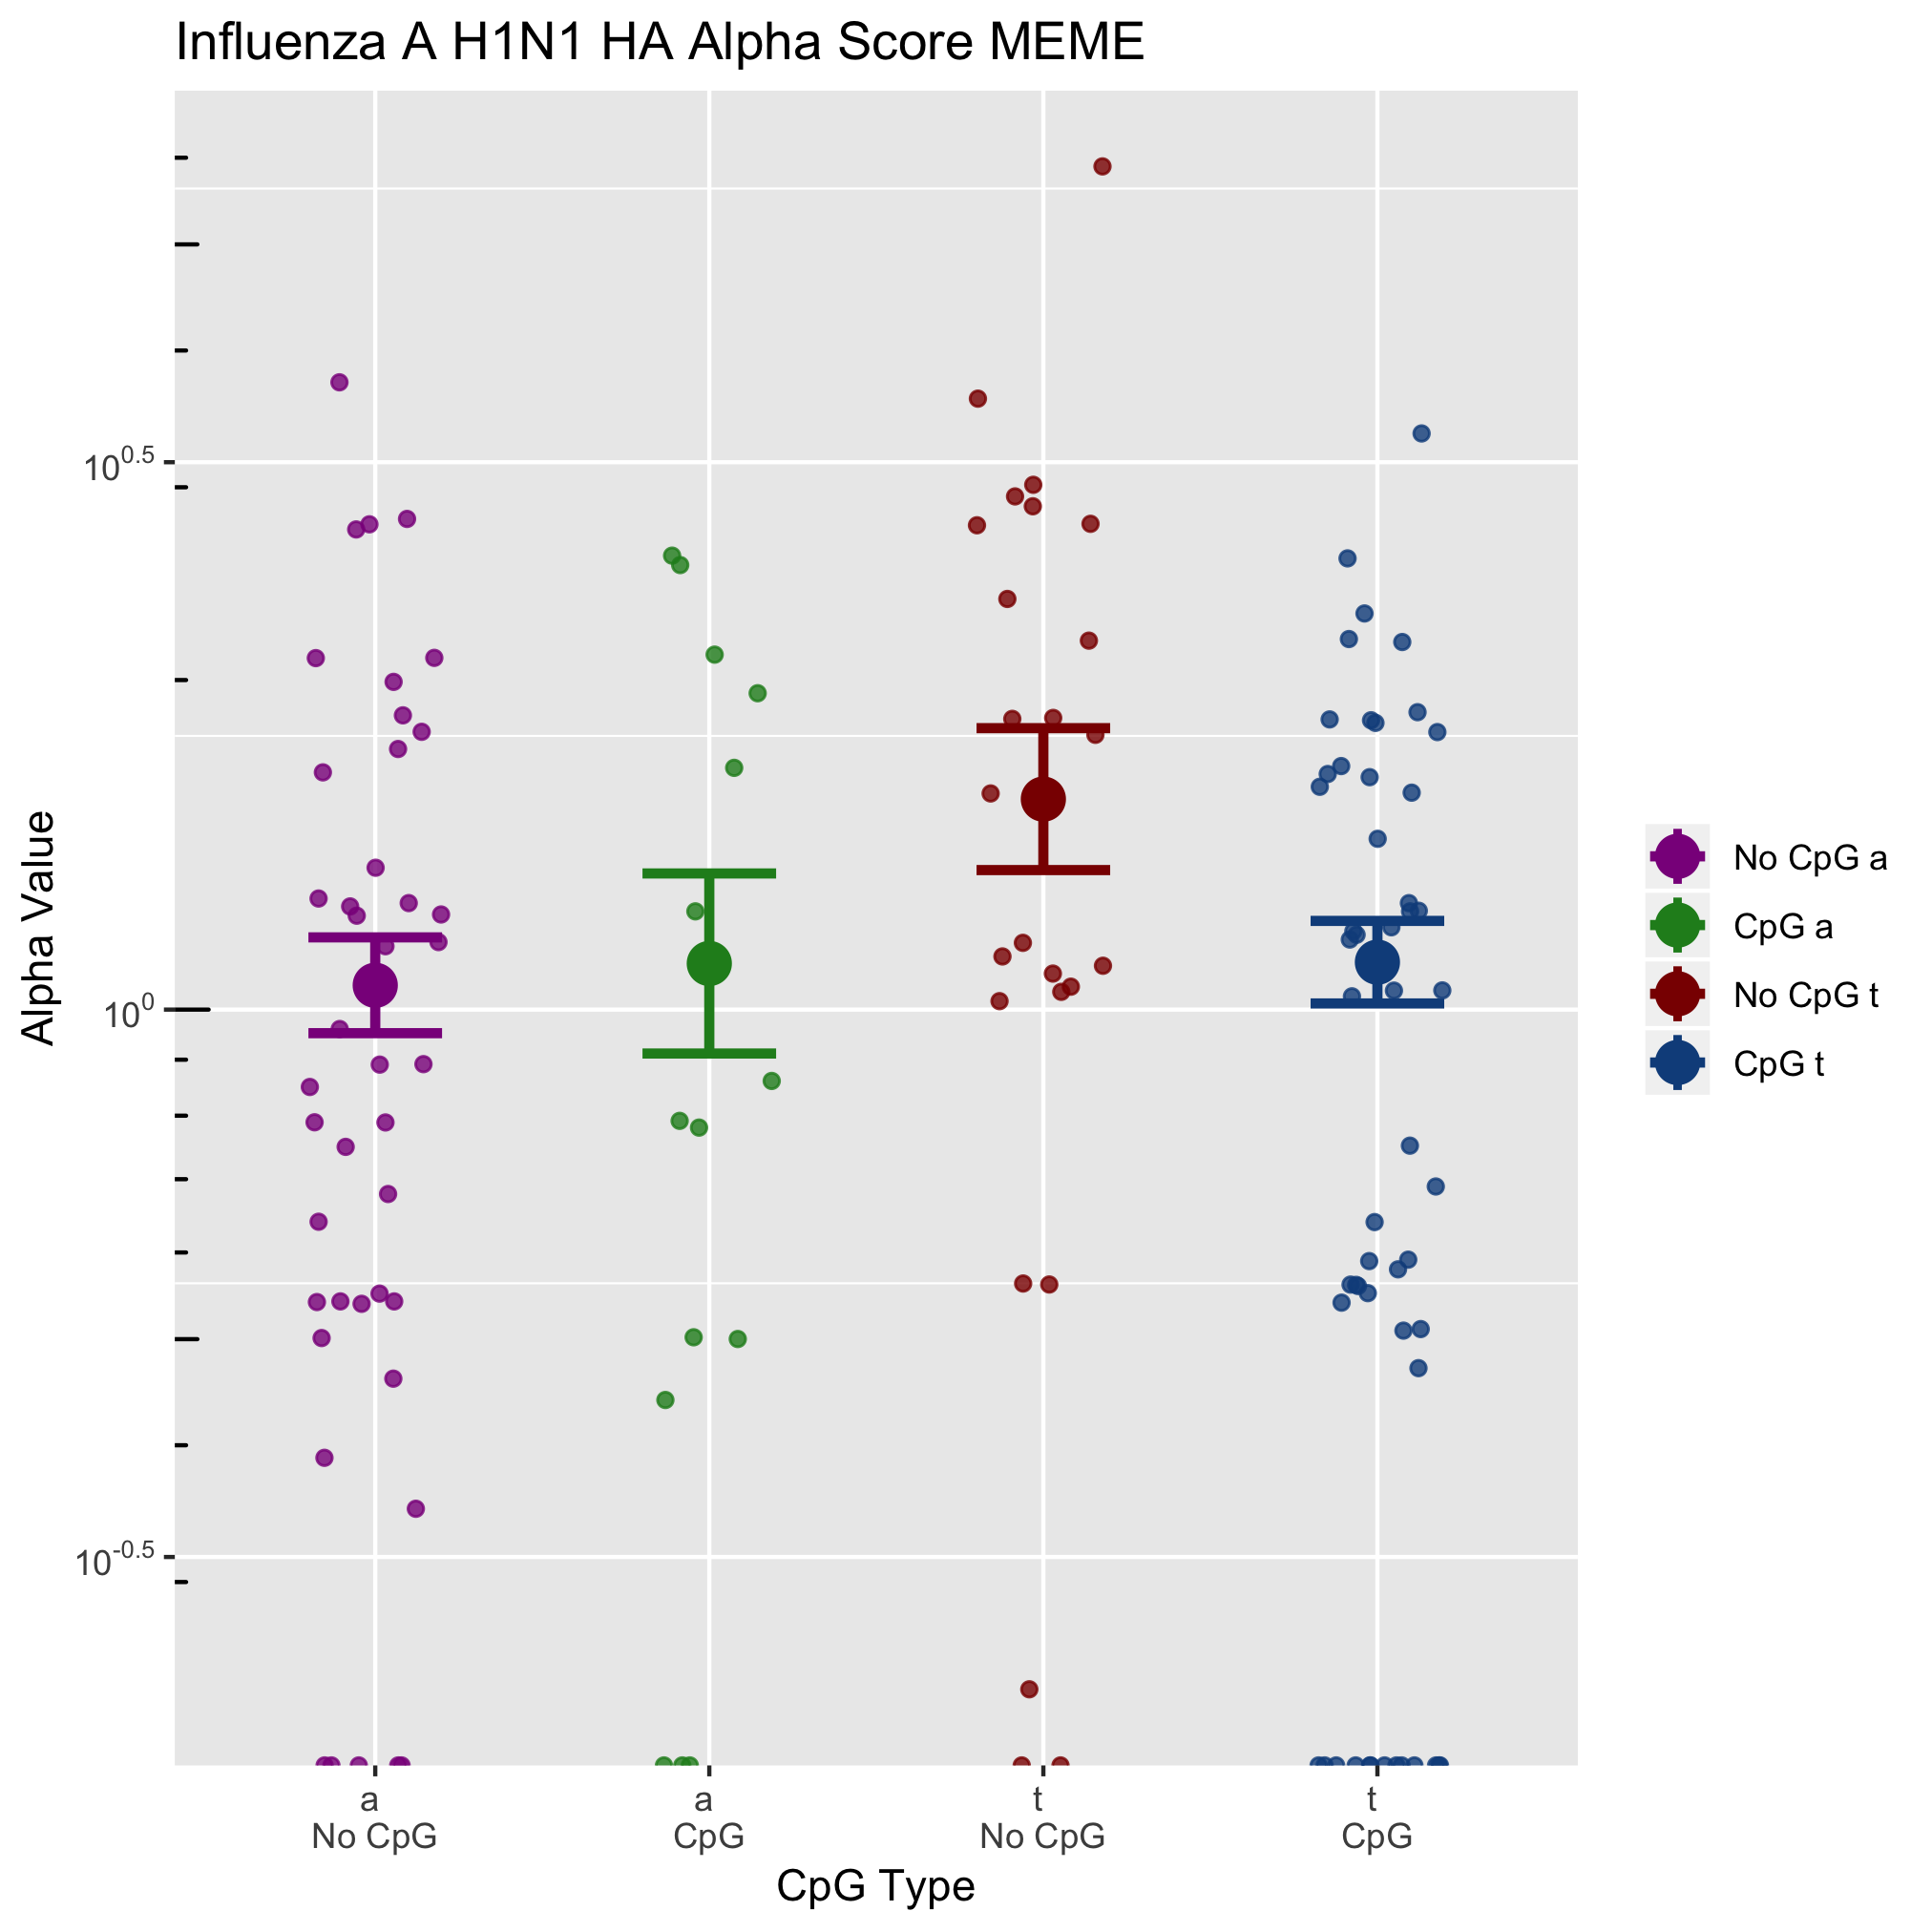 Influenza A H1N1 HA Alpha Score MEME
Alpha Value
10^0.5
10^0
10^-0.5
a
No CpG
a
CpG
t
No CpG
t
CpG
CpG Type
No CpG a
CpG a
No CpG t
CpG t